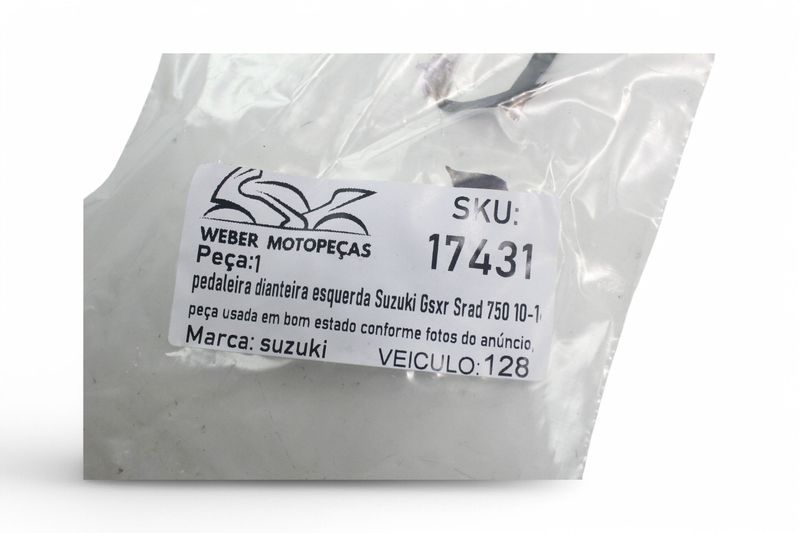 WEBER MOTOPEÇAS
SKU:
17431
Peça:1
pedaleira dianteira esquerda Suzuki Gsxr Srad 750 10-1
peça usada em bom estado conforme fotos do anúncio,
Marca: suzuki
VEICULO:128